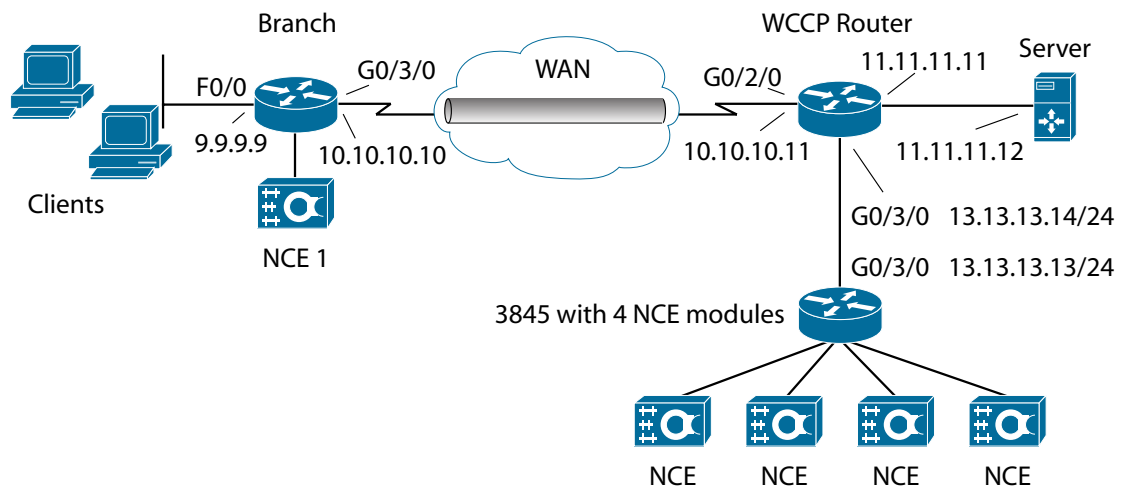 Branch
WCCP Router
Server
F0/0
G0/3/0
WAN
G0/2/0
11.11.11.11
9.9.9.9
10.10.10.10
10.10.10.11
11.11.11.12
Clients
NCE 1
G0/3/0 13.13.13.14/24
G0/3/0 13.13.13.13/24
3845 with 4 NCE modules
NCE
NCE
NCE
NCE